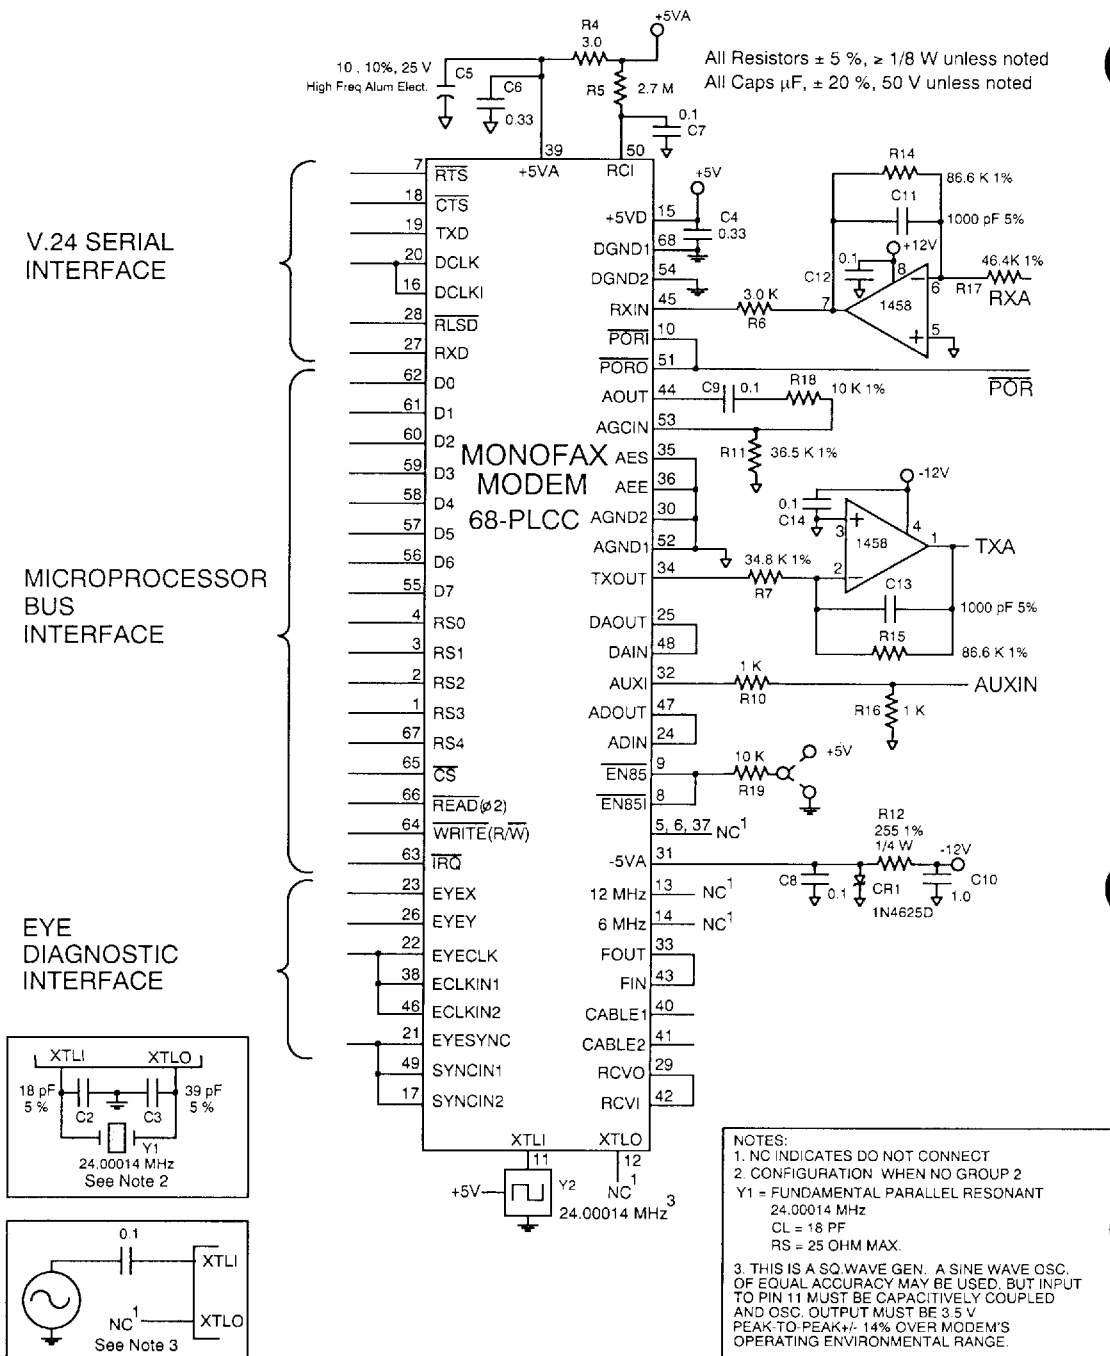 R4
3.0
+5VA
10 , 10%, 25 V
High Freq Alum Elect.
C5
C6
0.33
R5
2.7 M
0.1
C7
All Resistors ± 5 %, ≥ 1/8 W unless noted
All Caps µF, ± 20 %, 50 V unless noted
39
+5VA
50
RCI
V.24 SERIAL
INTERFACE
7 RTS
18 CTS
19 TXD
20 DCLK
16 DCLKI
28 RLSD
27 RXD
MICROPROCESSOR
BUS
INTERFACE
62 D0
61 D1
60 D2
59 D3
58 D4
57 D5
56 D6
55 D7
4 RS0
3 RS1
2 RS2
1 RS3
67 RS4
65 CS
66 READ(ø2)
64 WRITE(R/W)
63 IRQ
EYE
DIAGNOSTIC
INTERFACE
23 EYEX
26 EYEY
22 EYECLK
38 ECLKIN1
46 ECLKIN2
21 EYESYNC
49 SYNCIN1
17 SYNCIN2
MONOFAX
MODEM
68-PLCC
+5VD 15
DGND1 68
DGND2 54
RXIN 45
PORI 10
PORO 51
AOUT 44
AGCIN 53
AES 35
AEE 36
AGND2 30
AGND1 52
TXOUT 34
DAOUT 25
DAIN 48
AUXI 32
ADOUT 47
ADIN 24
EN85 9
EN85I 8
5, 6, 37 NC1
-5VA 31
12 MHz 13 NC1
6 MHz 14 NC1
FOUT 33
FIN 43
CABLE1 40
CABLE2 41
RCVO 29
RCVI 42
+5V
C4
0.33
3.0 K
R6
R14
86.6 K 1%
C11
1000 pF 5%
+12V
0.1
C12
8
6
7
1458
5
46.4K 1%
R17
RXA
POR
C9
0.1
R18
10 K 1%
R11
36.5 K 1%
-12V
0.1
C14
3
4
1458
1
TXA
2
34.8 K 1%
R7
C13
1000 pF 5%
R15
86.6 K 1%
1 K
R10
AUXIN
R16
1 K
10 K
R19
+5V
R12
255 1%
1/4 W
-12V
C8
0.1
CR1
1N4625D
C10
1.0
XTLI
11
XTLO
12
+5V
Y2
NC1
24.00014 MHz3
XTLI
XTLO
18 pF
5 %
C2
C3
39 pF
5 %
Y1
24.00014 MHz
See Note 2
0.1
XTLI
NC1
XTLO
See Note 3
NOTES:
1. NC INDICATES DO NOT CONNECT
2. CONFIGURATION WHEN NO GROUP 2
Y1 = FUNDAMENTAL PARALLEL RESONANT
24.00014 MHz
CL = 18 PF
RS = 25 OHM MAX.
3. THIS IS A SQ.WAVE GEN. A SINE WAVE OSC.
OF EQUAL ACCURACY MAY BE USED, BUT INPUT
TO PIN 11 MUST BE CAPACITIVELY COUPLED
AND OSC. OUTPUT MUST BE 3.5 V
PEAK-TO-PEAK+/- 14% OVER MODEM'S
OPERATING ENVIRONMENTAL RANGE.